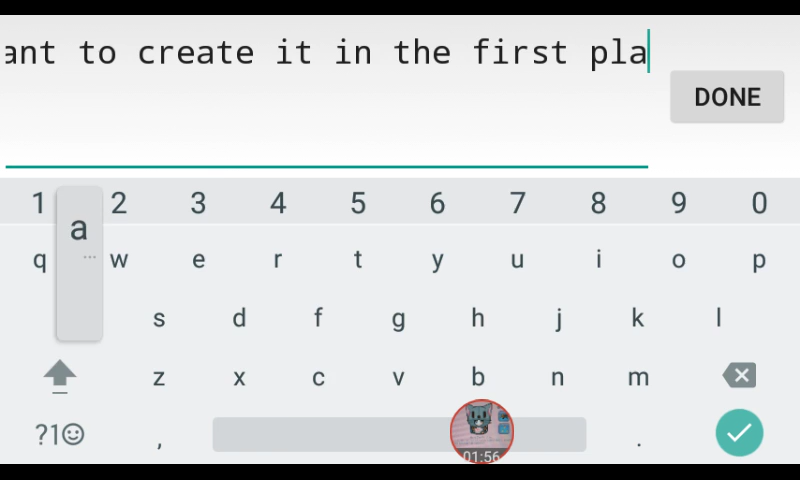 ant to create it in the first pla
DONE
1 2 3 4 5 6 7 8 9 0
a
q w e r t y u i o p
s d f g h j k l
z x c v b n m
?1☺ , .
01:56